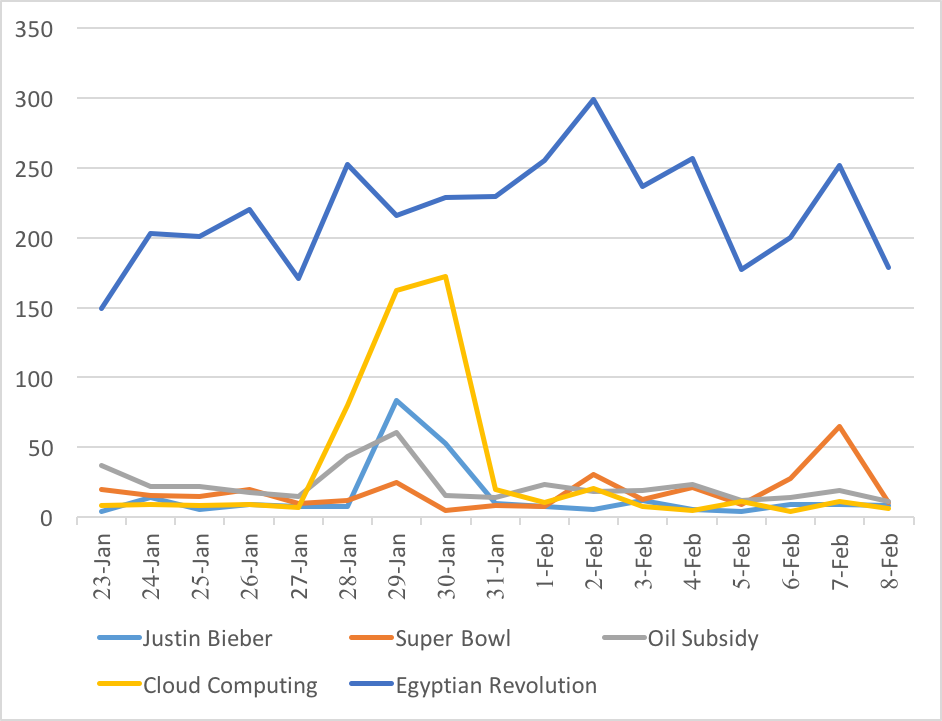 350
300
250
200
150
100
50
0
23-Jan 24-Jan 25-Jan 26-Jan 27-Jan 28-Jan 29-Jan 30-Jan 31-Jan 1-Feb 2-Feb 3-Feb 4-Feb 5-Feb 6-Feb 7-Feb 8-Feb
Justin Bieber Super Bowl Oil Subsidy
Cloud Computing Egyptian Revolution